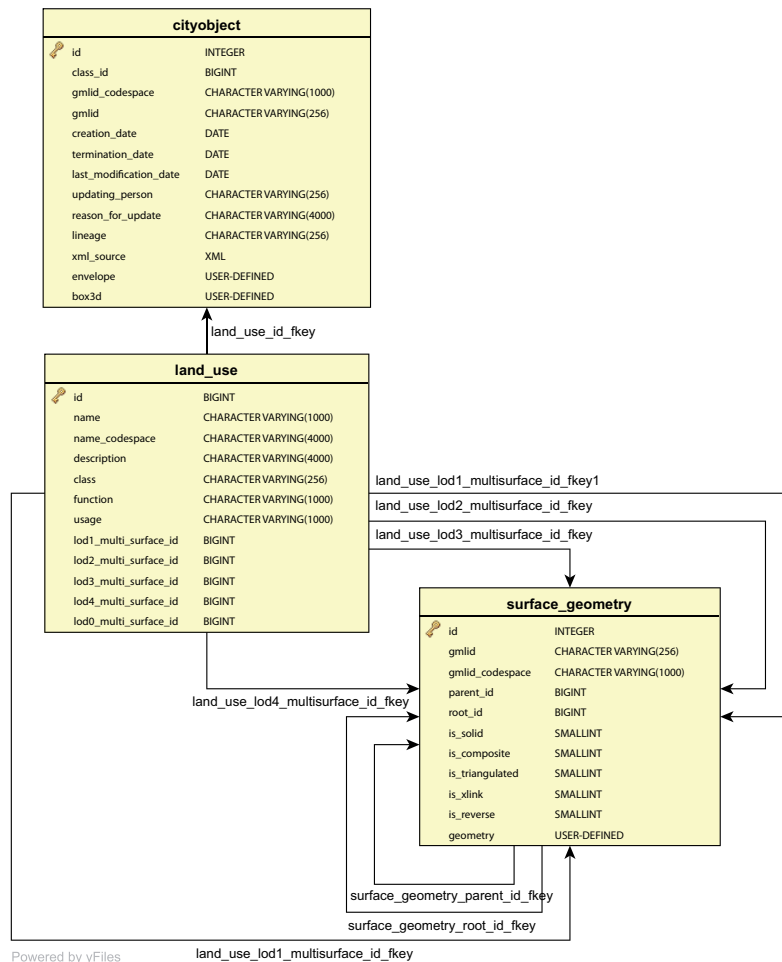 cityobject
id INTEGER
class_id BIGINT
gmlid_codespace CHARACTER VARYING(1000)
gmlid CHARACTER VARYING(256)
creation_date DATE
termination_date DATE
last_modification_date DATE
updating_person CHARACTER VARYING(256)
reason_for_update CHARACTER VARYING(4000)
lineage CHARACTER VARYING(256)
xml_source XML
envelope USER-DEFINED
box3d USER-DEFINED
land_use_id_fkey
land_use
id BIGINT
name CHARACTER VARYING(1000)
name_codespace CHARACTER VARYING(4000)
description CHARACTER VARYING(4000)
class CHARACTER VARYING(256)
function CHARACTER VARYING(1000)
usage CHARACTER VARYING(1000)
lod1_multi_surface_id BIGINT
lod2_multi_surface_id BIGINT
lod3_multi_surface_id BIGINT
lod4_multi_surface_id BIGINT
lod0_multi_surface_id BIGINT
land_use_lod1_multisurface_id_fkey1
land_use_lod2_multisurface_id_fkey
land_use_lod3_multisurface_id_fkey
surface_geometry
id INTEGER
gmlid CHARACTER VARYING(256)
gmlid_codespace CHARACTER VARYING(1000)
parent_id BIGINT
root_id BIGINT
is_solid SMALLINT
is_composite SMALLINT
is_triangulated SMALLINT
is_xlink SMALLINT
is_reverse SMALLINT
geometry USER-DEFINED
land_use_lod4_multisurface_id_fkey
surface_geometry_parent_id_fkey
surface_geometry_root_id_fkey
land_use_lod1_multisurface_id_fkey
Powered by yFiles